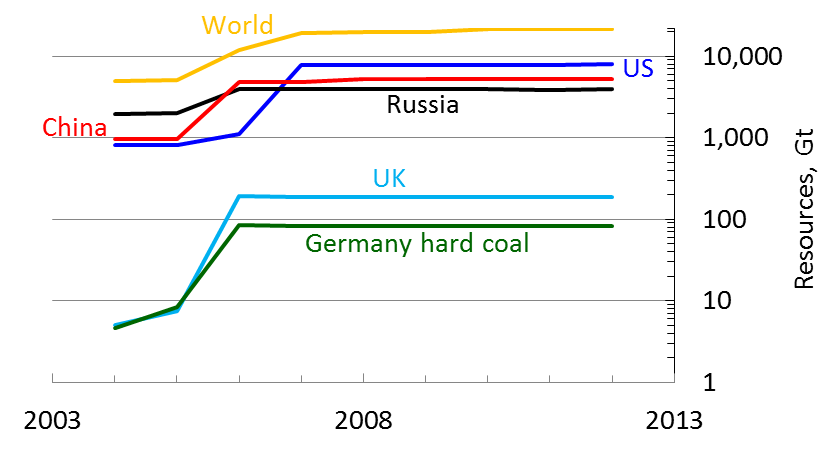 World
10,000
US
Russia
China
1,000
UK
100
Germany hard coal
10
1
Resources, Gt
2003
2008
2013